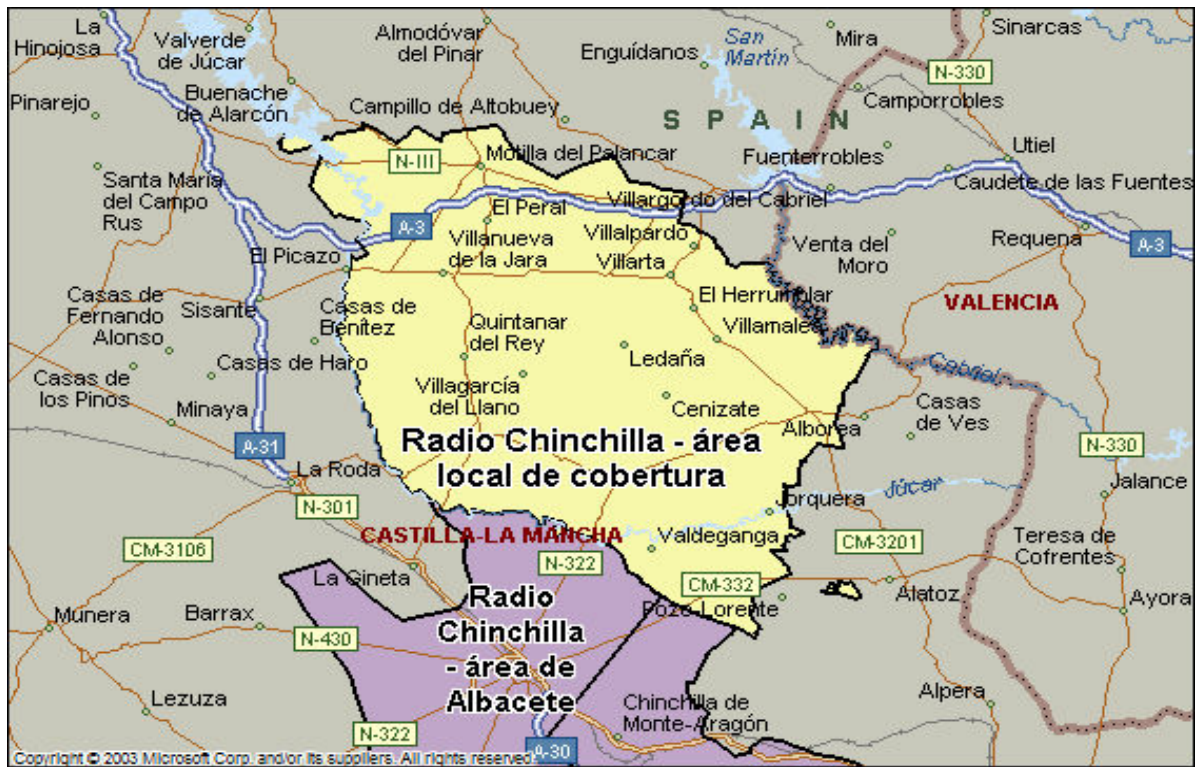 La
Hinojosa
Valverde
de Júcar
Almodóvar
del Pinar
Enguídanos
San
Martín
Mira
Sinarcas
N-330
Pinarejo
Buenache
de Alarcón
Campillo de Altobuey
Camporrobles
SPAIN
N-III
Motilla del Palancar
Fuenterrobles
Utiel
Santa María
del Campo
Rus
Caudete de las Fuentes
A-3
El Peral
Villargordo del Cabriel
Villanueva
de la Jara
Villalpardo
Villarta
Venta del
Moro
Requena
A-3
El Picazo
Casas de
Fernando
Alonso
Sisante
Casas de
Benítez
El Herrumblar
Villamalea
VALENCIA
Quintanar
del Rey
Ledaña
Casas de Haro
Cabriel
Casas de
los Pinos
Minaya
Villagarcía
del Llano
Cenizate
Alborea
Casas
de Ves
Radio Chinchilla - área
local de cobertura
A-31
N-330
La Roda
N-301
Jorquera
Júcar
Jalance
CASTILLA-LA MANCHA
CM-3106
N-322
Valdeganga
CM-3201
Teresa de
Cofrentes
La Gineta
CM-332
Pozo-Lorente
Alatoz
Ayora
Munera
Barrax
Radio
Chinchilla
- área de
Albacete
N-430
Lezuza
Chinchilla de
Monte-Aragón
Alpera
N-322
A-30
Copyright © 2003 Microsoft Corp. and/or its suppliers. All rights reserved.